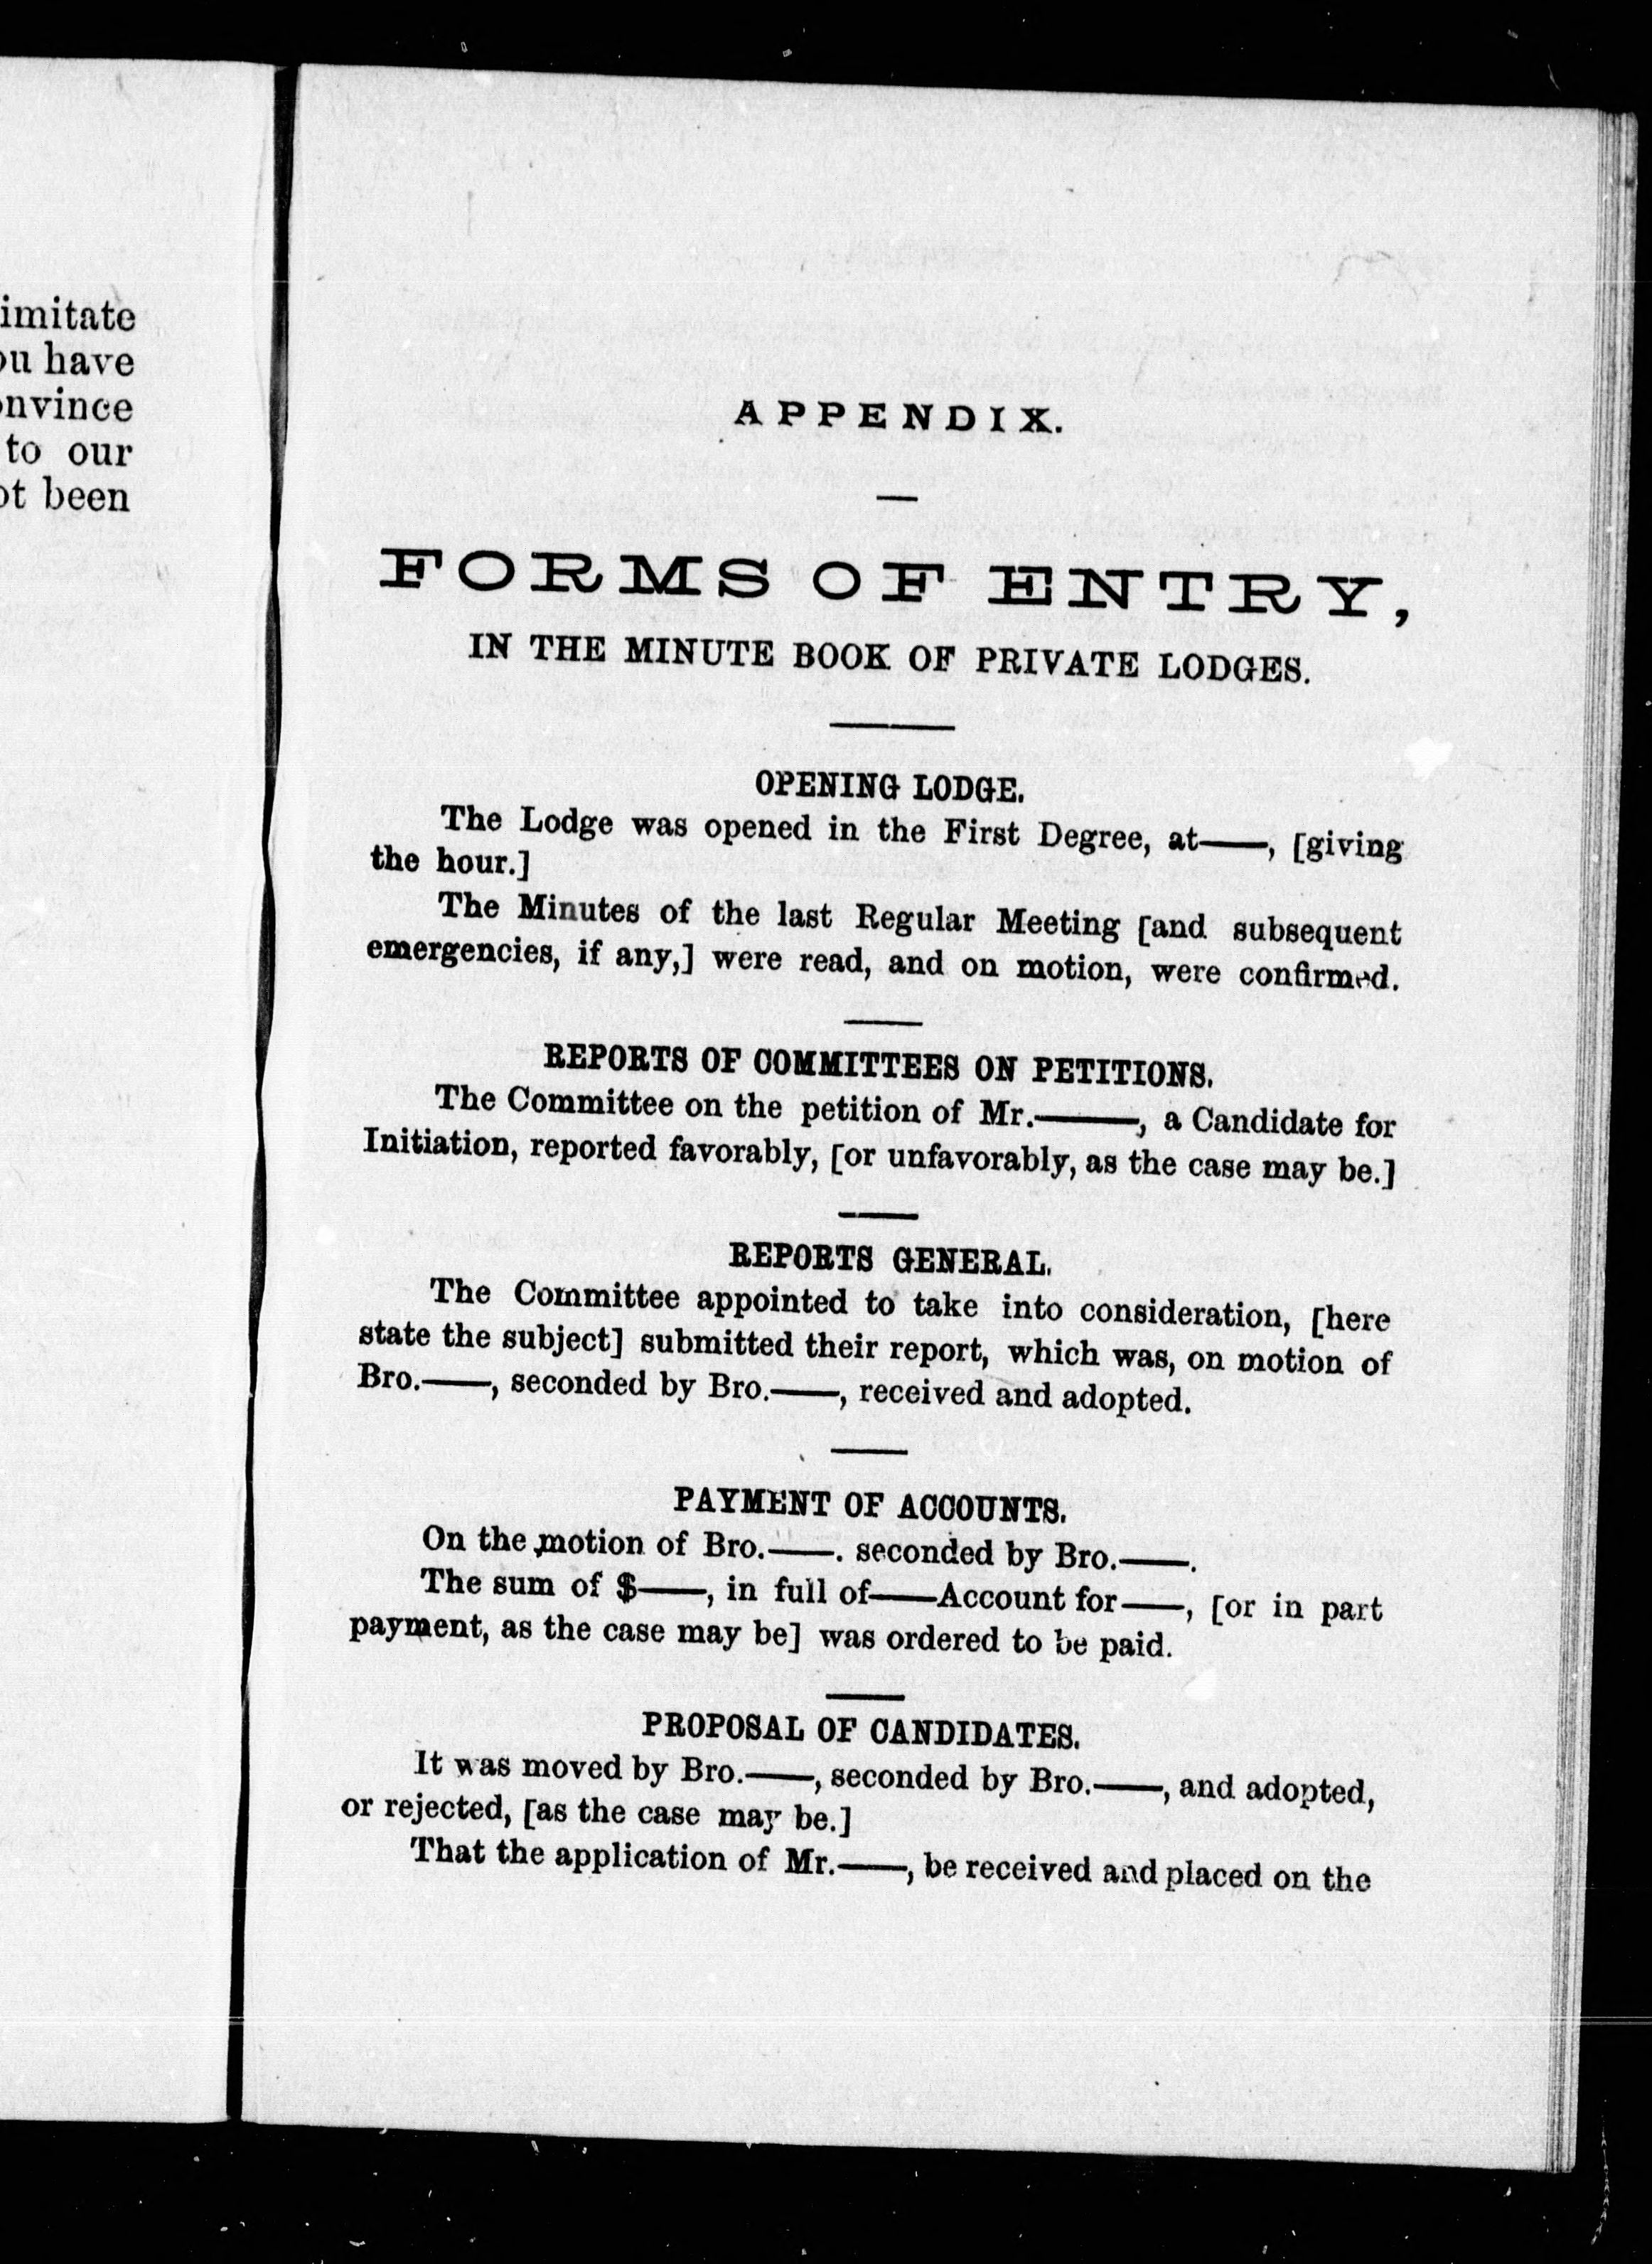 imitate
have
to our
been
APPENDIX.
FORMS OF ENTRY,
IN THE MINUTE BOOK OF PRIVATE LODGES.
OPENING LODGE.
The Lodge was opened in the First Degree, at——, [giving
the hour.]
The Minutes of the last Regular Meeting [and subsequent
emergencies, if any,] were read, and on motion, were confirmed.
REPORTS OF COMMITTEES ON PETITIONS.
The Committee on the petition of Mr.———, a Candidate for
Initiation, reported favorably, [or unfavorably, as the case may be.]
REPORTS GENERAL.
The Committee appointed to take into consideration, [here
state the subject] submitted their report, which was, on motion of
Bro.——, seconded by Bro.——, received and adopted.
PAYMENT OF ACCOUNTS.
On the motion of Bro.——. seconded by Bro.——.
The sum of $——, in full of——Account for——, [or in part
payment, as the case may be] was ordered to be paid.
PROPOSAL OF CANDIDATES.
It was moved by Bro.——, seconded by Bro.——, and adopted,
or rejected, [as the case may be.]
That the application of Mr.——, be received and placed on the